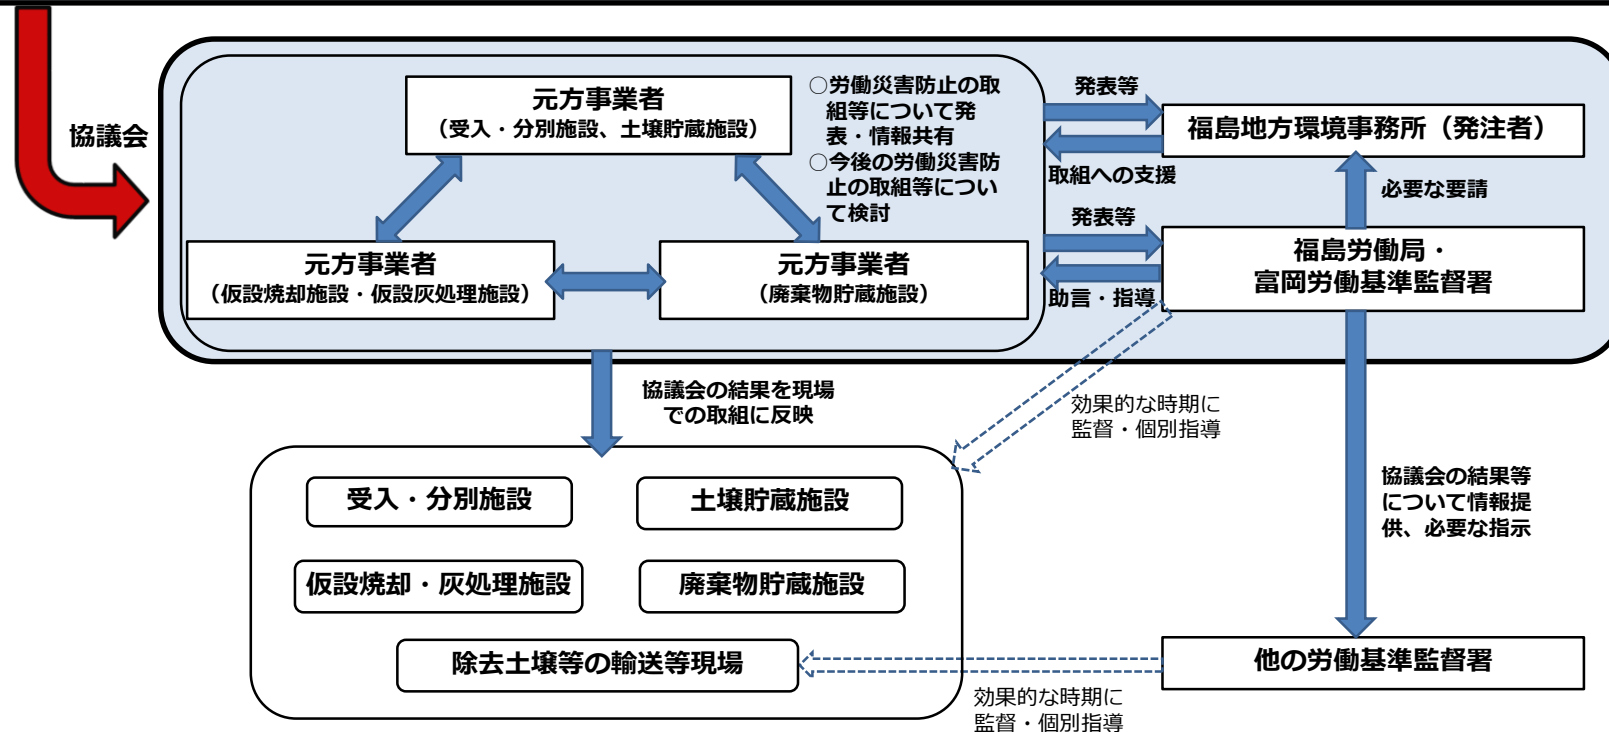 協議会
元方事業者
（受入・分別施設、土壌貯蔵施設）
○労働災害防止の取
組等について発
表・情報共有
○今後の労働災害防
止の取組等につい
て検討
元方事業者
（仮設焼却施設・仮設灰処理施設）
元方事業者
（廃棄物貯蔵施設）
発表等
取組への支援
福島地方環境事務所（発注者）
必要な要請
発表等
助言・指導
福島労働局・
富岡労働基準監督署
協議会の結果を現場
での取組に反映
効果的な時期に
監督・個別指導
協議会の結果等
について情報提
供、必要な指示
受入・分別施設
土壌貯蔵施設
仮設焼却・灰処理施設
廃棄物貯蔵施設
除去土壌等の輸送等現場
他の労働基準監督署
効果的な時期に
監督・個別指導